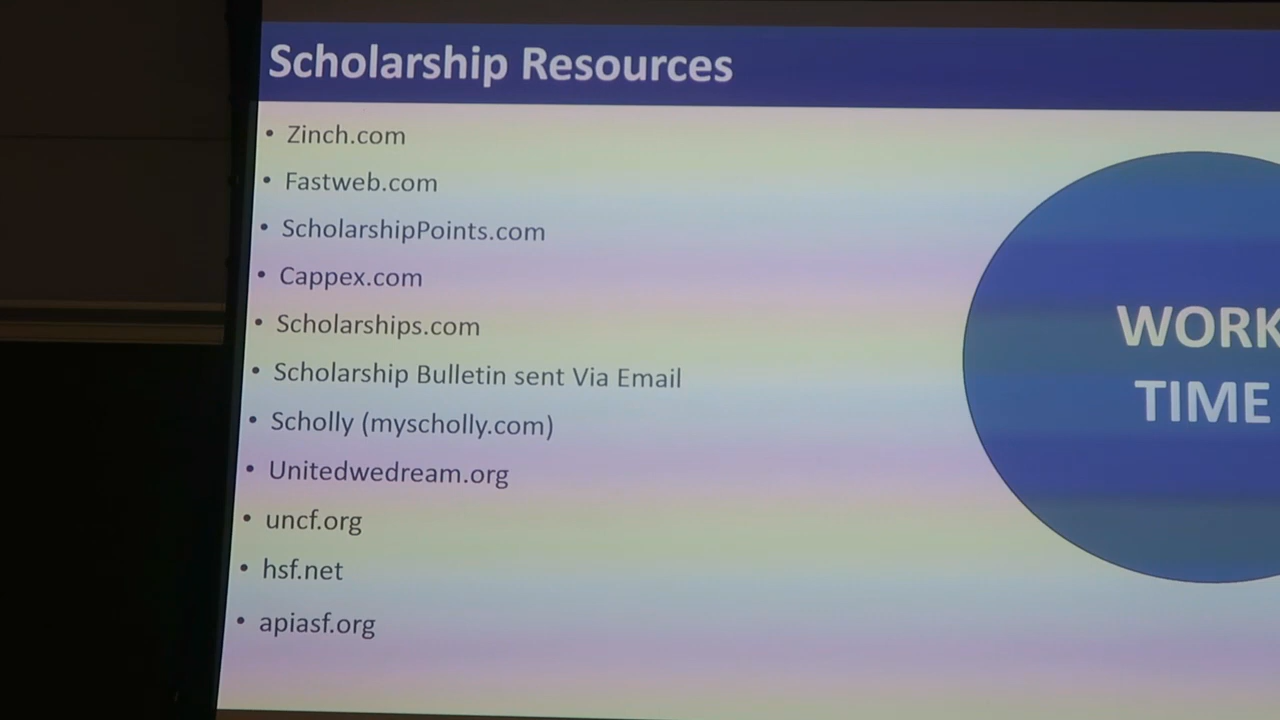 Scholarship Resources
• Zinch.com
• Fastweb.com
• ScholarshipPoints.com
• Cappex.com
• Scholarships.com
• Scholarship Bulletin sent Via Email
• Scholly (myscholly.com)
• Unitedwedream.org
• uncf.org
• hsf.net
• apiasf.org
WORK
TIME